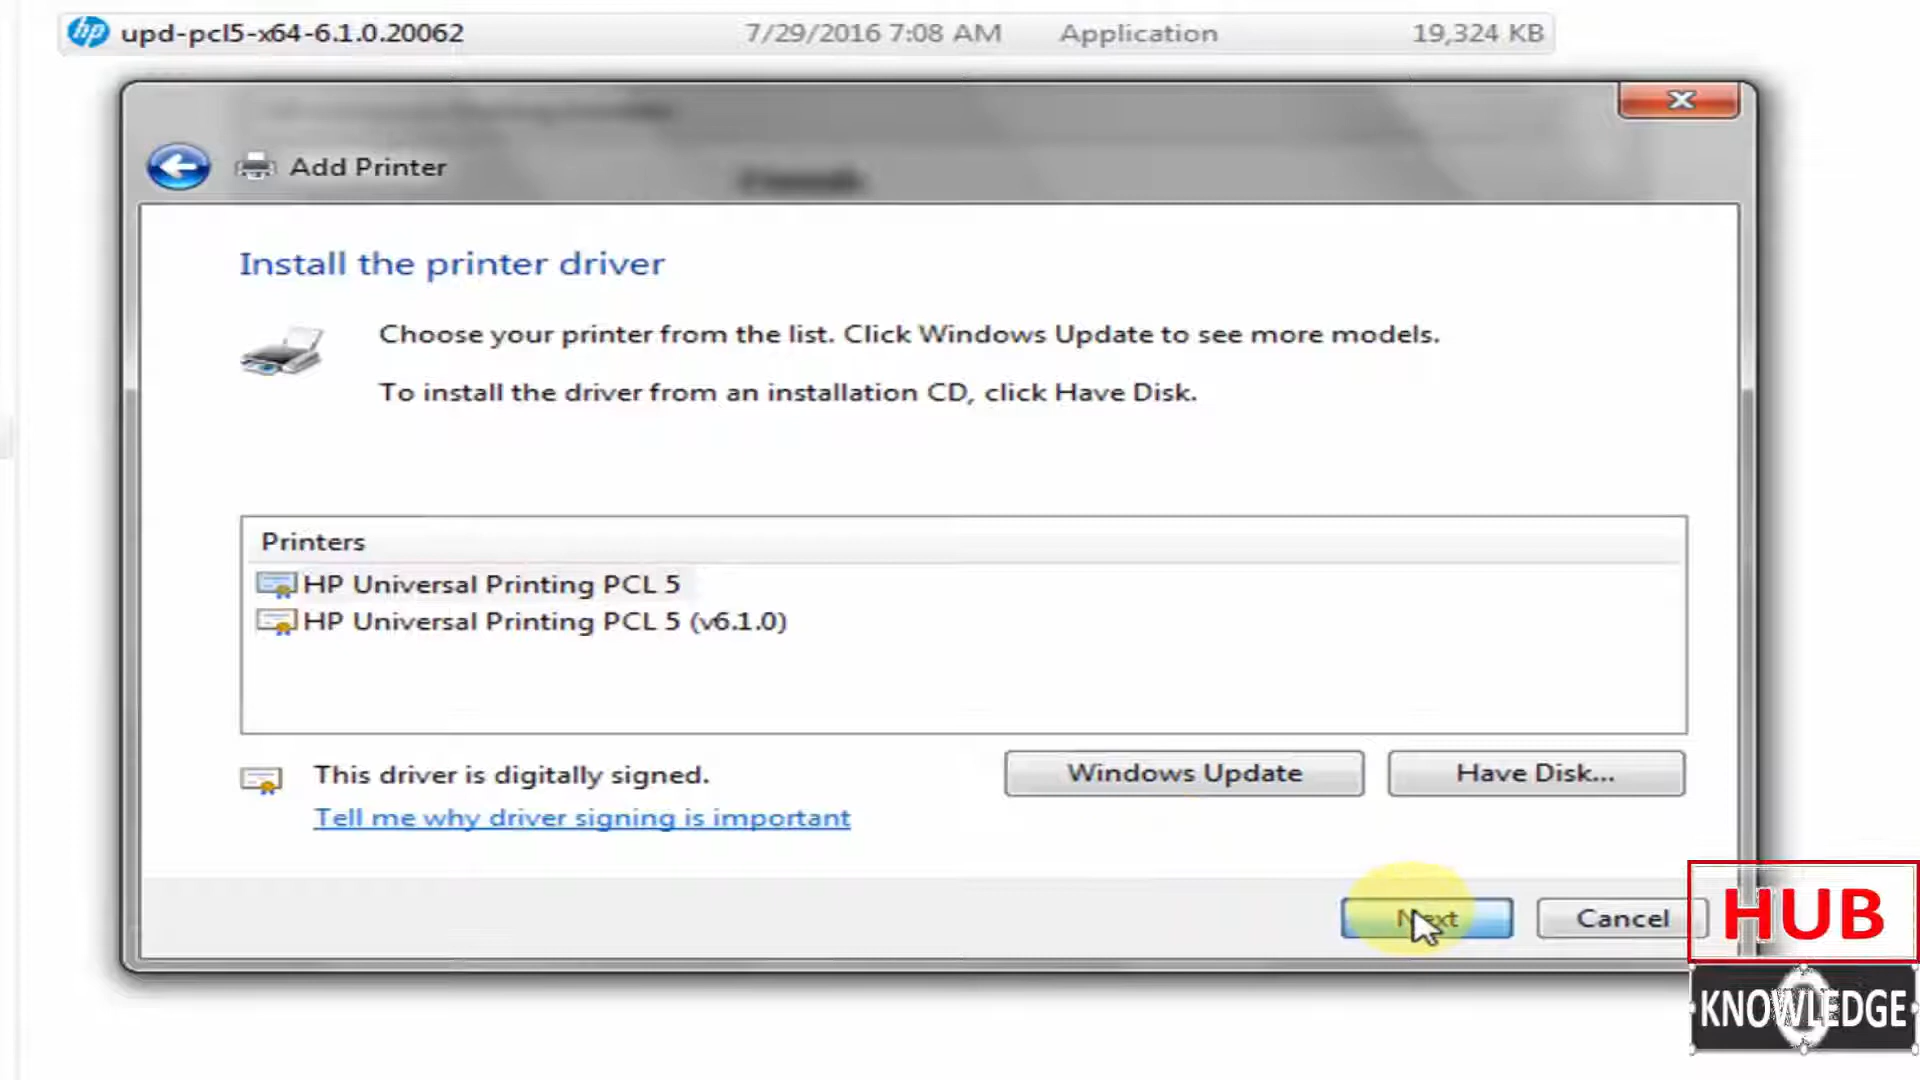 hp upd-pcl5-x64-6.1.0.20062 7/29/2016 7:08 AM Application 19,324 KB
x
Add Printer
Install the printer driver
Choose your printer from the list. Click Windows Update to see more models.
To install the driver from an installation CD, click Have Disk.
Printers
HP Universal Printing PCL 5
HP Universal Printing PCL 5 (v6.1.0)
This driver is digitally signed.
Windows Update Have Disk...
Tell me why driver signing is important
Next Cancel
HUB
KNOWLEDGE